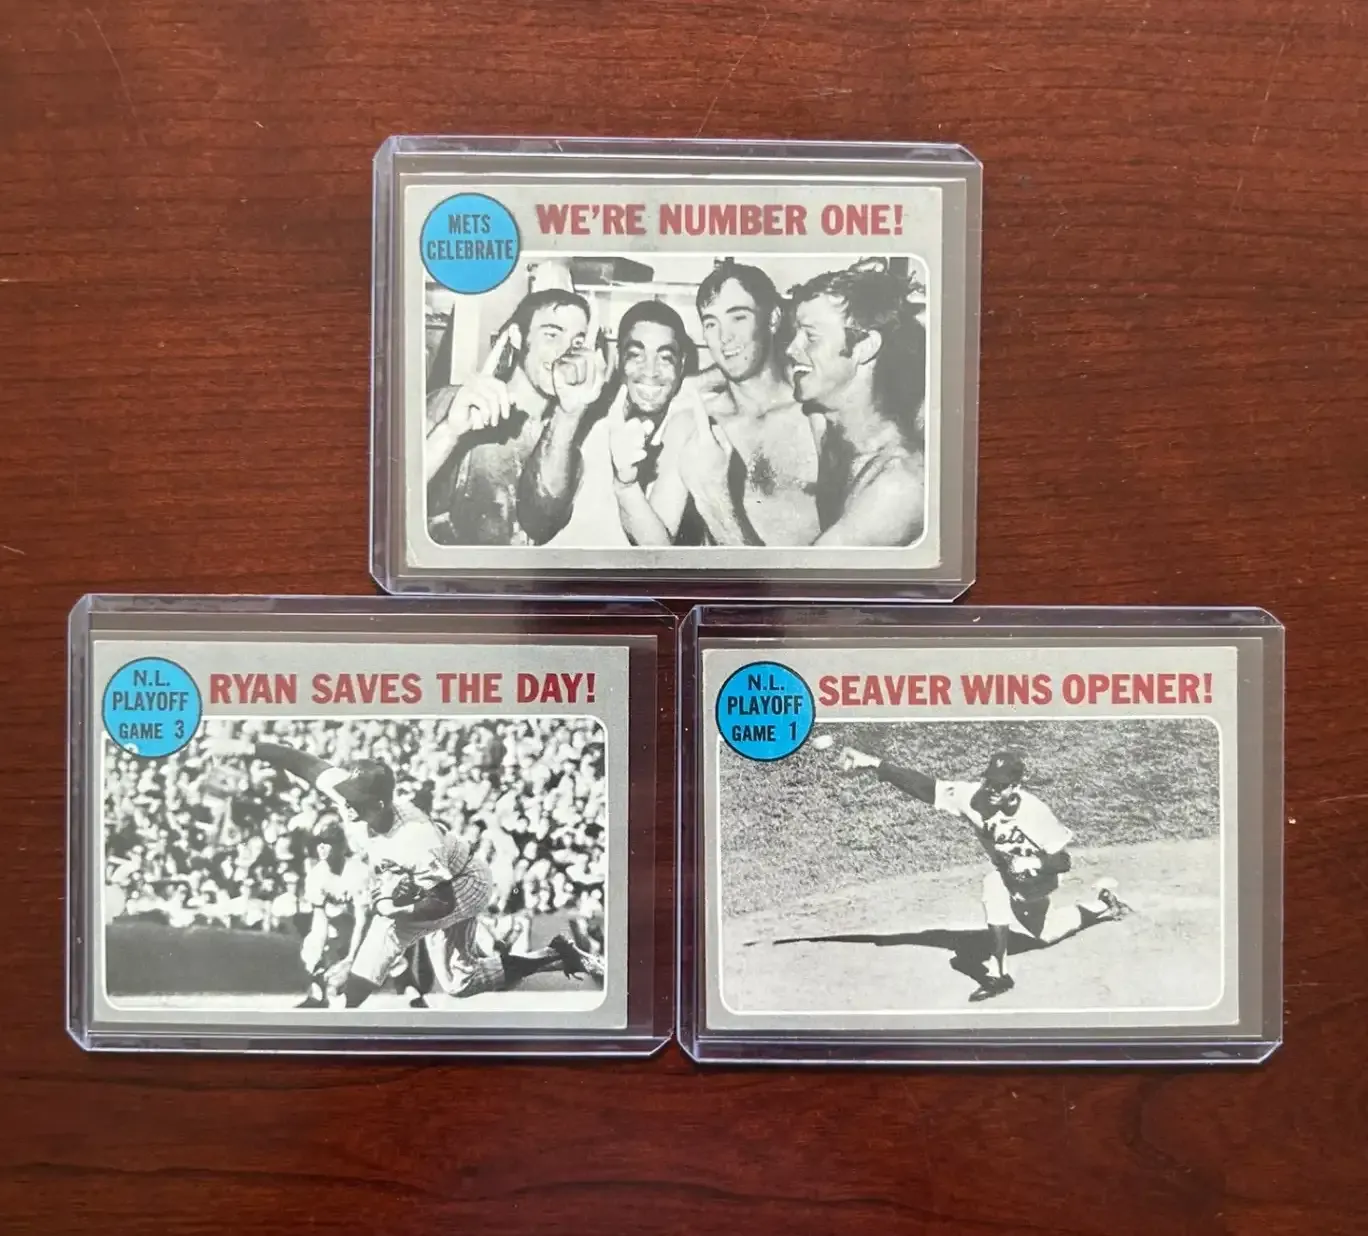 METS
CELEBRATE
WE'RE NUMBER ONE!
N.L.
PLAYOFF
GAME 3
RYAN SAVES THE DAY!
N.L.
PLAYOFF
GAME 1
SEAVER WINS OPENER!
Mets